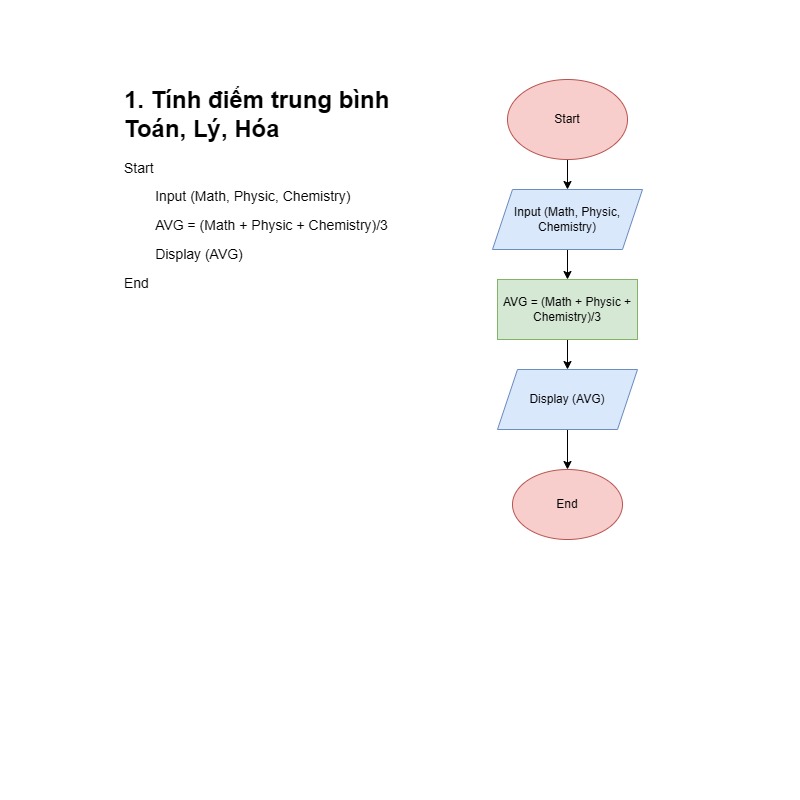 1. Tính điểm trung bình
Toán, Lý, Hóa
Start
Input (Math, Physic, Chemistry)
AVG = (Math + Physic + Chemistry)/3
Display (AVG)
End
Start
Input (Math, Physic,
Chemistry)
AVG = (Math + Physic +
Chemistry)/3
Display (AVG)
End